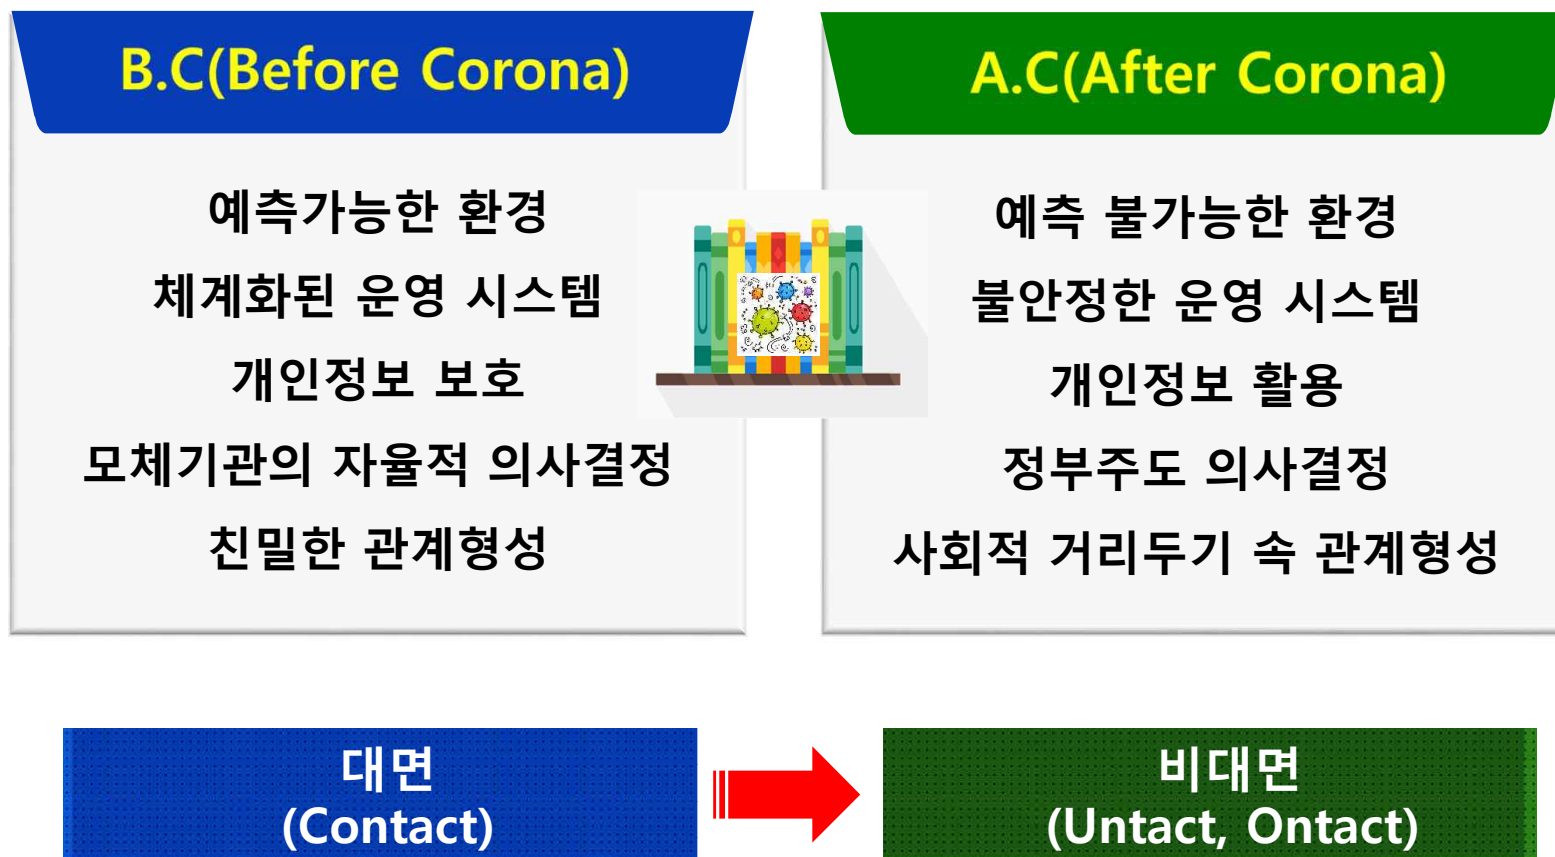 B.C(Before Corona)
예측가능한 환경
체계화된 운영 시스템
개인정보 보호
모체기관의 자율적 의사결정
친밀한 관계형성
A.C(After Corona)
예측 불가능한 환경
불안정한 운영 시스템
개인정보 활용
정부주도 의사결정
사회적 거리두기 속 관계형성
대면
(Contact)
비대면
(Untact, Ontact)